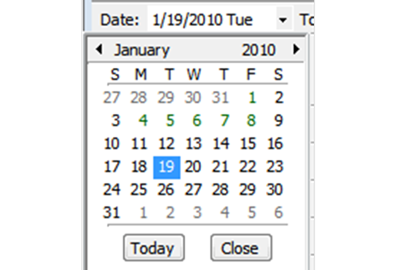 Date: 1/19/2010 Tue
January 2010
S M T W T F S
27 28 29 30 31 1 2
3 4 5 6 7 8 9
10 11 12 13 14 15 16
17 18 19 20 21 22 23
24 25 26 27 28 29 30
31 1 2 3 4 5 6
Today Close